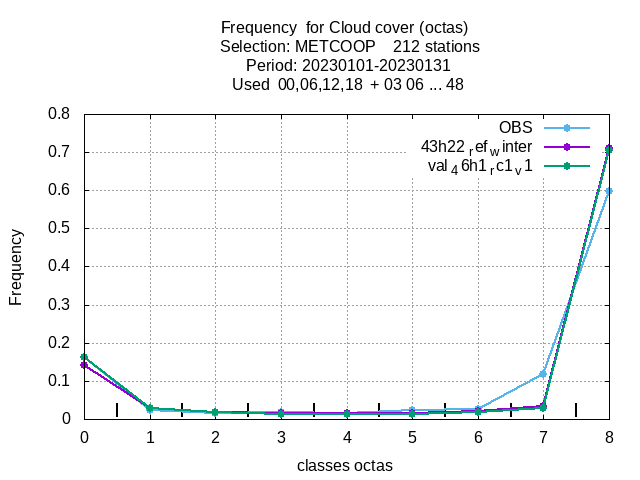 Frequency for Cloud cover (octas)
Selection: METCOOP 212 stations
Period: 20230101-20230131
Used 00,06,12,18 + 03 06 ... 48
0.8
0.7
0.6
0.5
0.4
0.3
0.2
0.1
0
Frequency
OBS
43h22 r ef w inter
val 4 6h1 r c1 v 1
0 1 2 3 4 5 6 7 8
classes octas